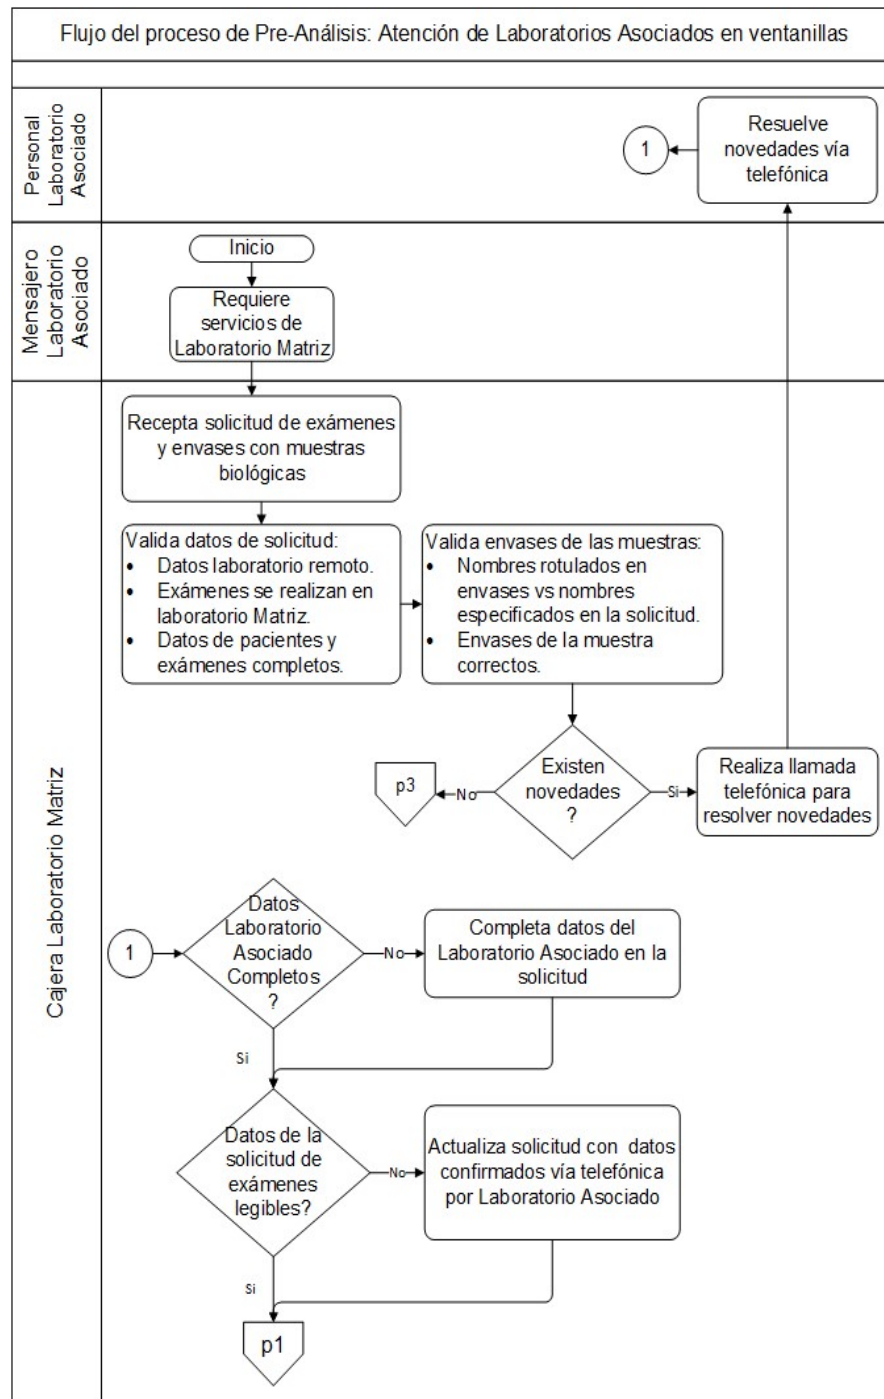 Flujo del proceso de Pre-Análisis: Atención de Laboratorios Asociados en ventanillas
Personal
Laboratorio
Asociado
1
Resuelve
novedades vía
telefónica
Mensajero
Laboratorio
Asociado
Inicio
Requiere
servicios de
Laboratorio Matriz
Cajera Laboratorio Matriz
Recepta solicitud de exámenes
y envases con muestras
biológicas
Valida datos de solicitud:
• Datos laboratorio remoto.
• Exámenes se realizan en
laboratorio Matriz.
• Datos de pacientes y
exámenes completos.
Valida envases de las muestras:
• Nombres rotulados en
envases vs nombres
especificados en la solicitud.
• Envases de la muestra
correctos.
Existen
novedades
?
No
p3
Si
Realiza llamada
telefónica para
resolver novedades
1
Datos
Laboratorio
Asociado
Completos
?
No
Completa datos del
Laboratorio Asociado en la
solicitud
Si
Datos de la
solicitud de
exámenes
legibles?
No
Actualiza solicitud con datos
confirmados vía telefónica
por Laboratorio Asociado
Si
p1